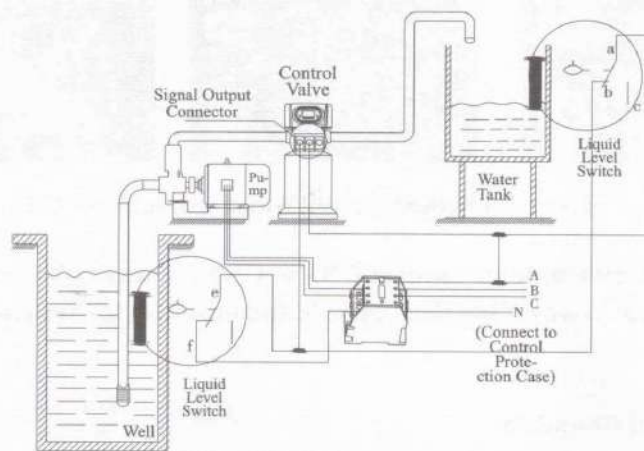 Control
Valve
Signal Output
Connector
Pu-
mp
a
b
c
Liquid
Level
Switch
Water
Tank
e
f
Liquid
Level
Switch
Well
A
B
C
N
(Connect to
Control
Prote-
ction Case)